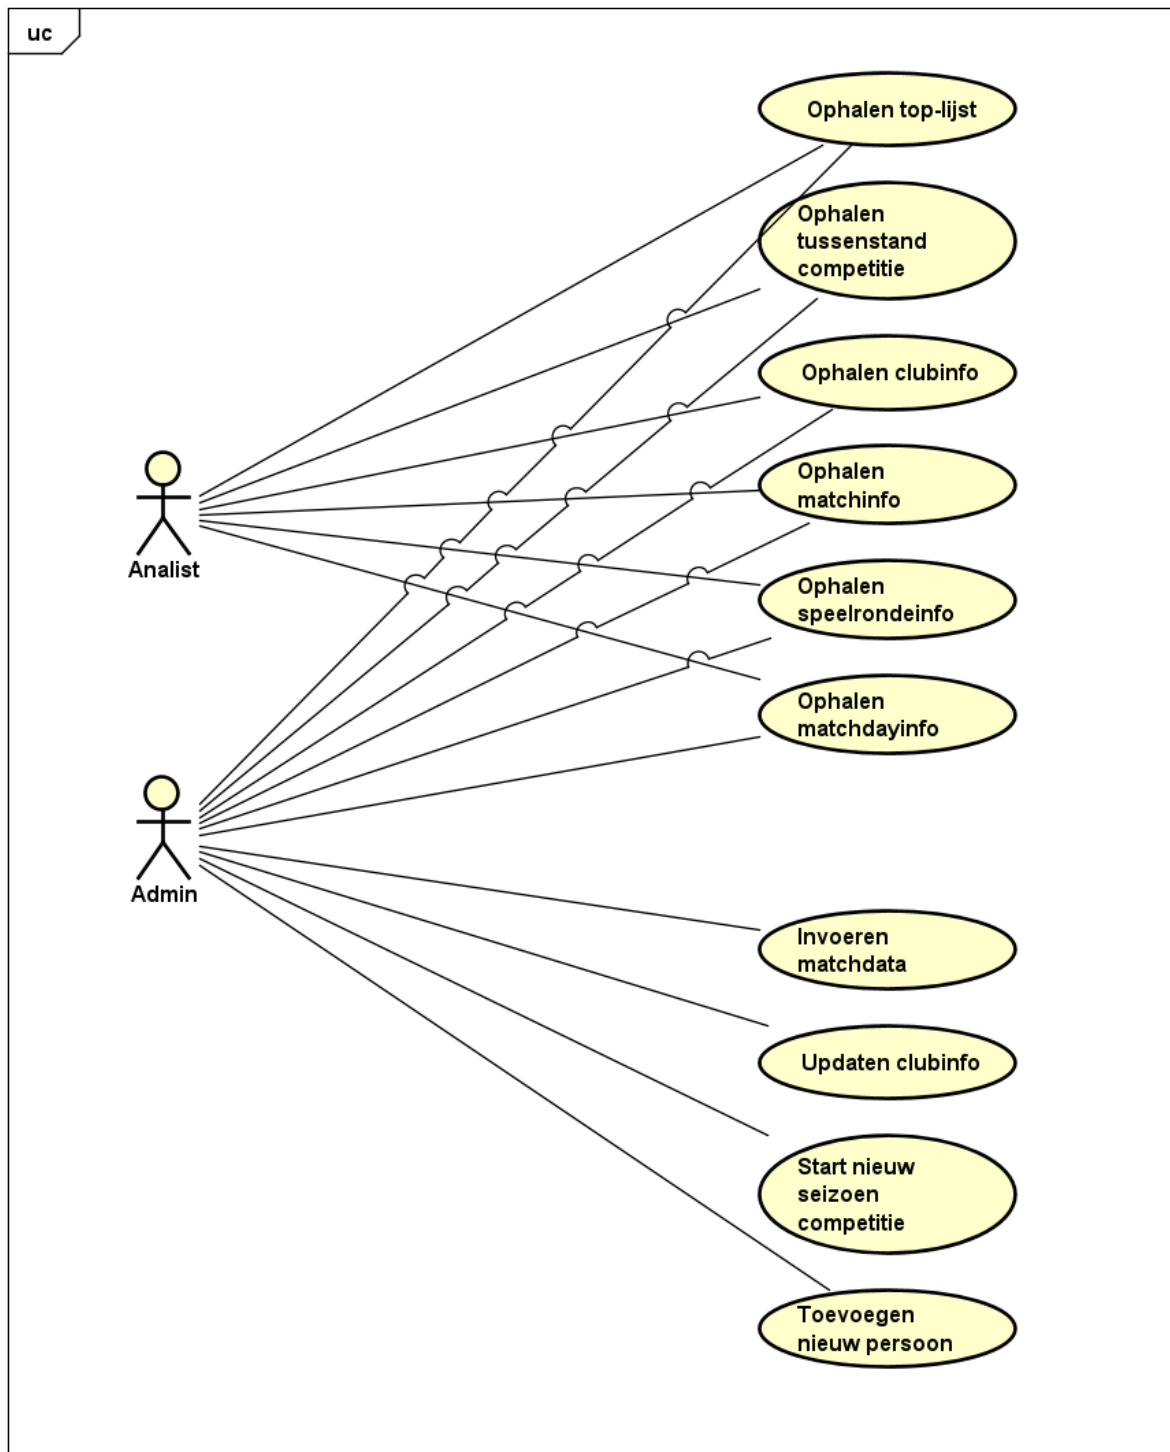 uc
Ophalen top-lijst
Ophalen
tussenstand
competitie
Ophalen clubinfo
Ophalen
matchinfo
Analist
Ophalen
speelrondeinfo
Ophalen
matchdayinfo
Admin
Invoeren
matchdata
Updaten clubinfo
Start nieuw
seizoen
competitie
Toevoegen
nieuw persoon